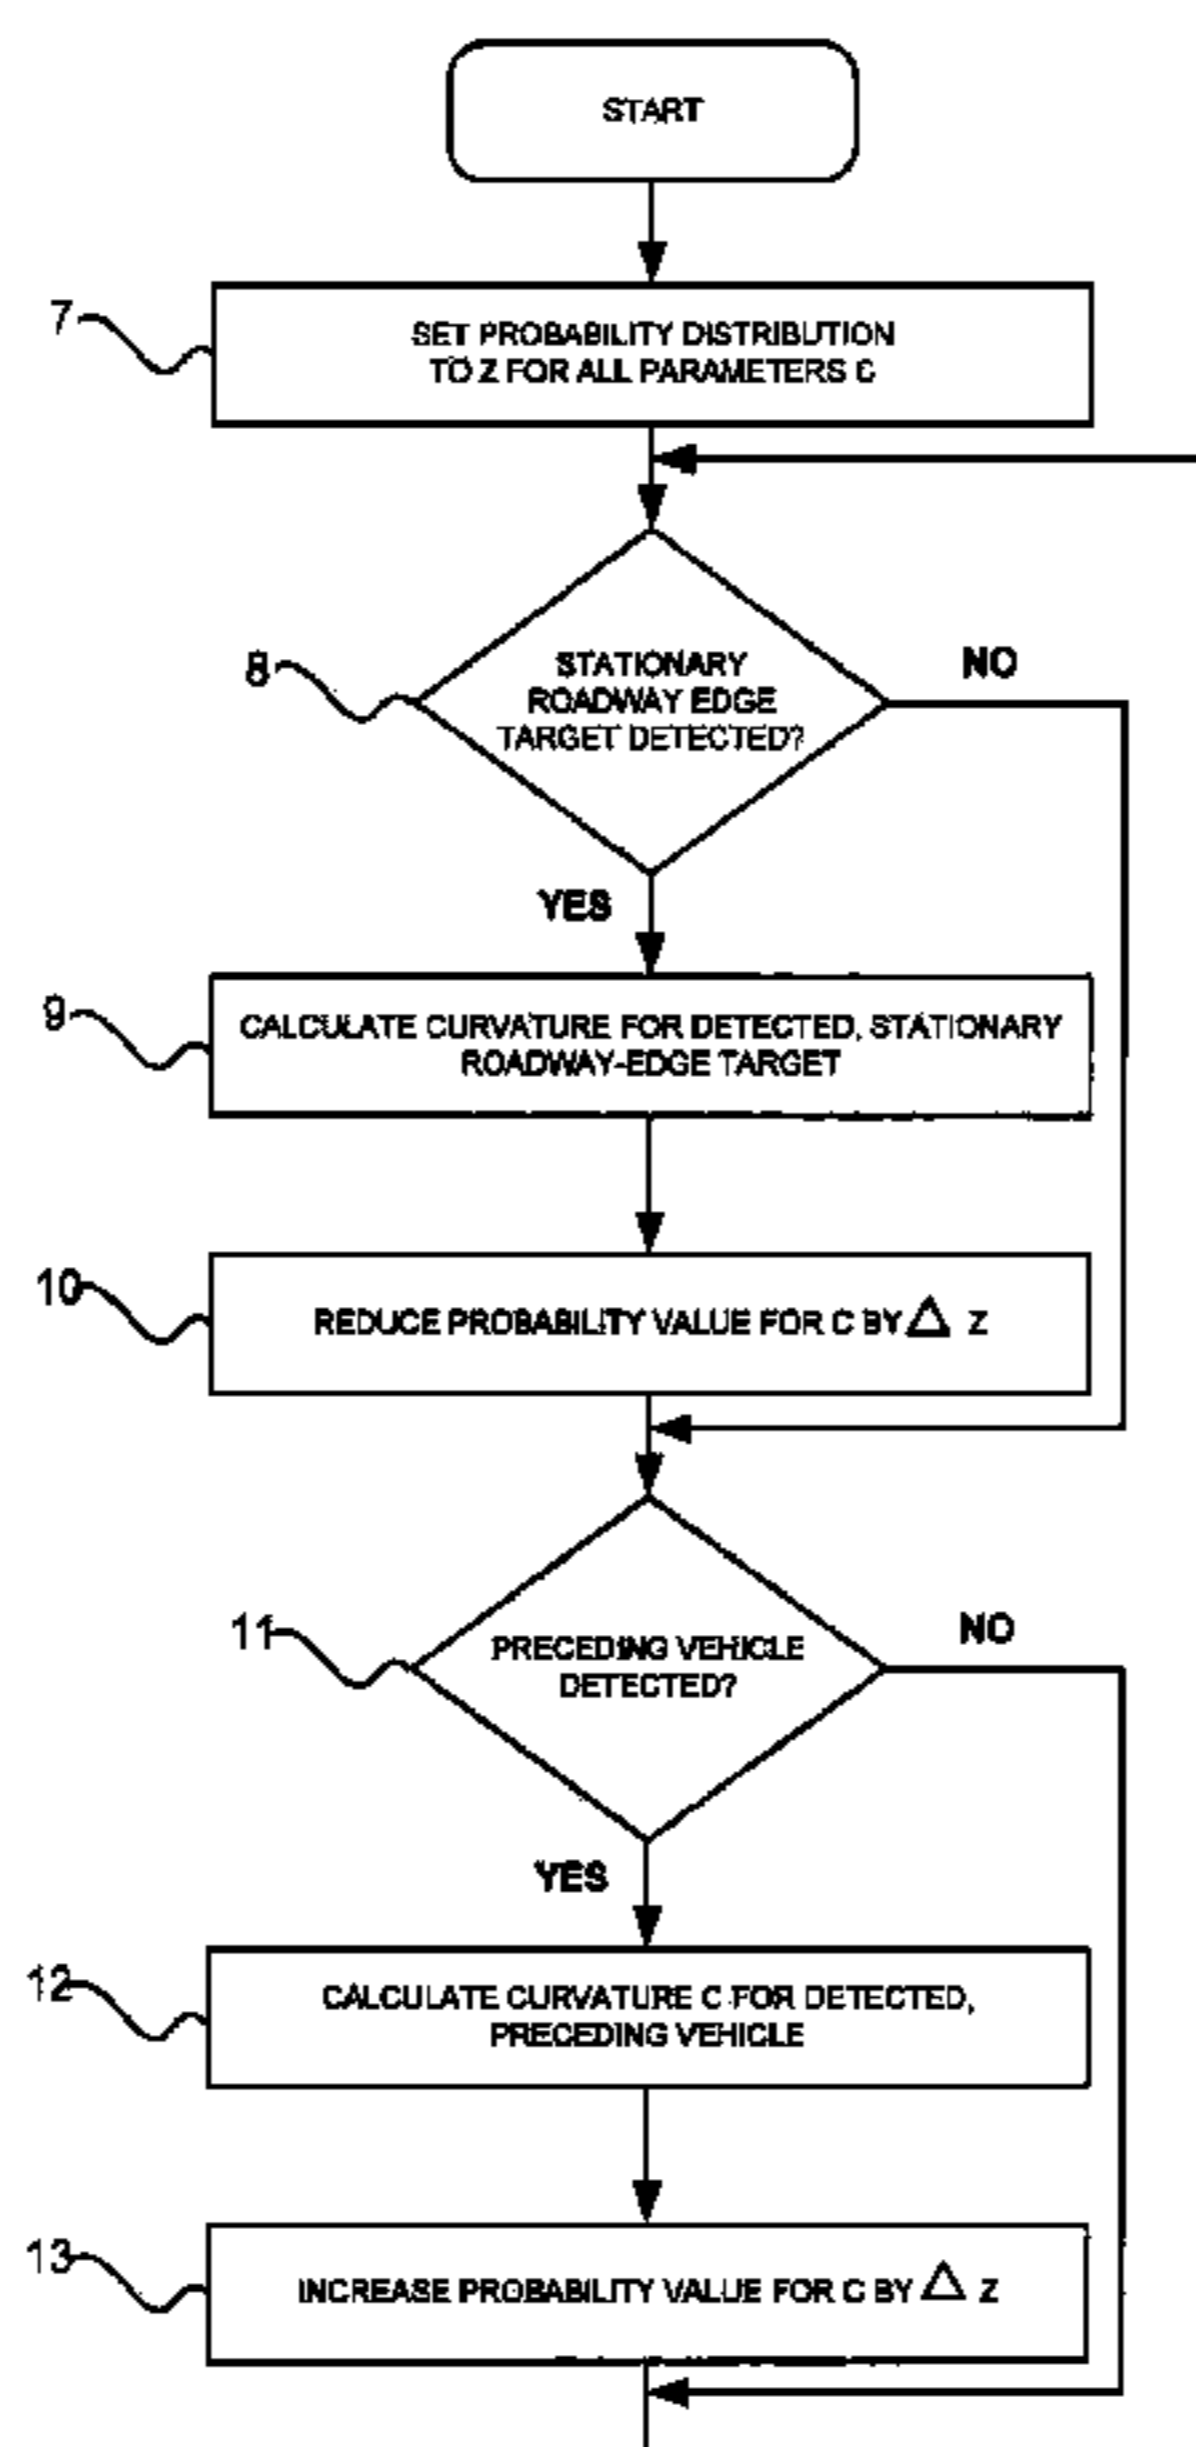 START
7
SET PROBABILITY DISTRIBUTION
TO Z FOR ALL PARAMETERS C
8
STATIONARY
ROADWAY EDGE
TARGET DETECTED?
NO
YES
9
CALCULATE CURVATURE FOR DETECTED, STATIONARY
ROADWAY-EDGE TARGET
10
REDUCE PROBABILITY VALUE FOR C BY △ Z
11
PRECEDING VEHICLE
DETECTED?
NO
YES
12
CALCULATE CURVATURE C FOR DETECTED,
PRECEDING VEHICLE
13
INCREASE PROBABILITY VALUE FOR C BY △ Z